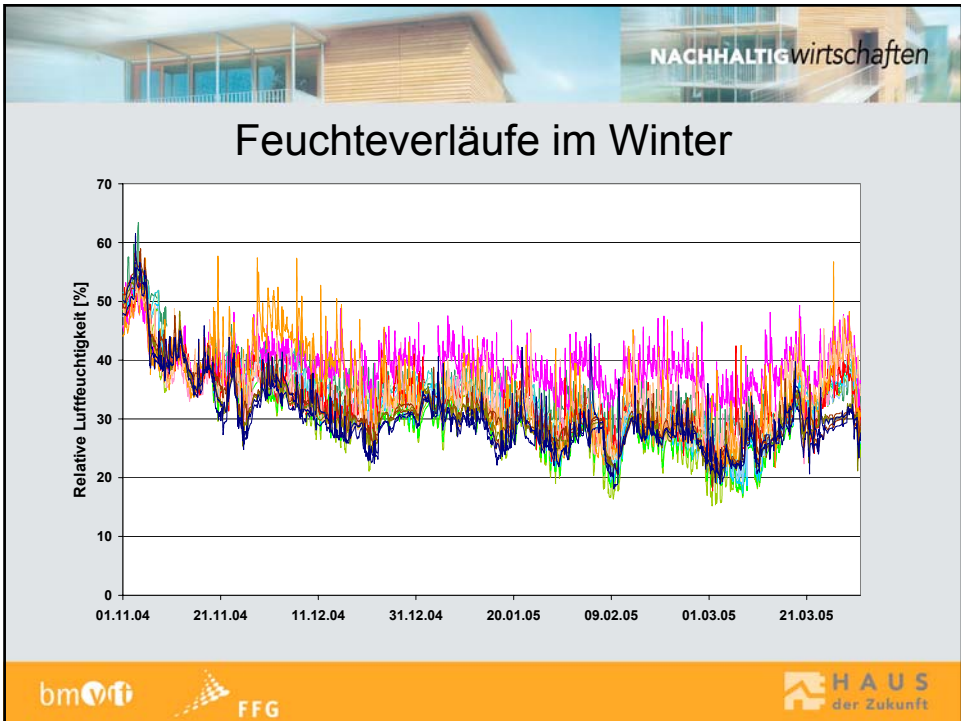 NACHHALTIGwirtschaften
Feuchteverläufe im Winter
Relative Luftfeuchtigkeit [%]
70
60
50
40
30
20
10
0
01.11.04 21.11.04 11.12.04 31.12.04 20.01.05 09.02.05 01.03.05 21.03.05
bmvit
FFG
HAUS
der Zukunft